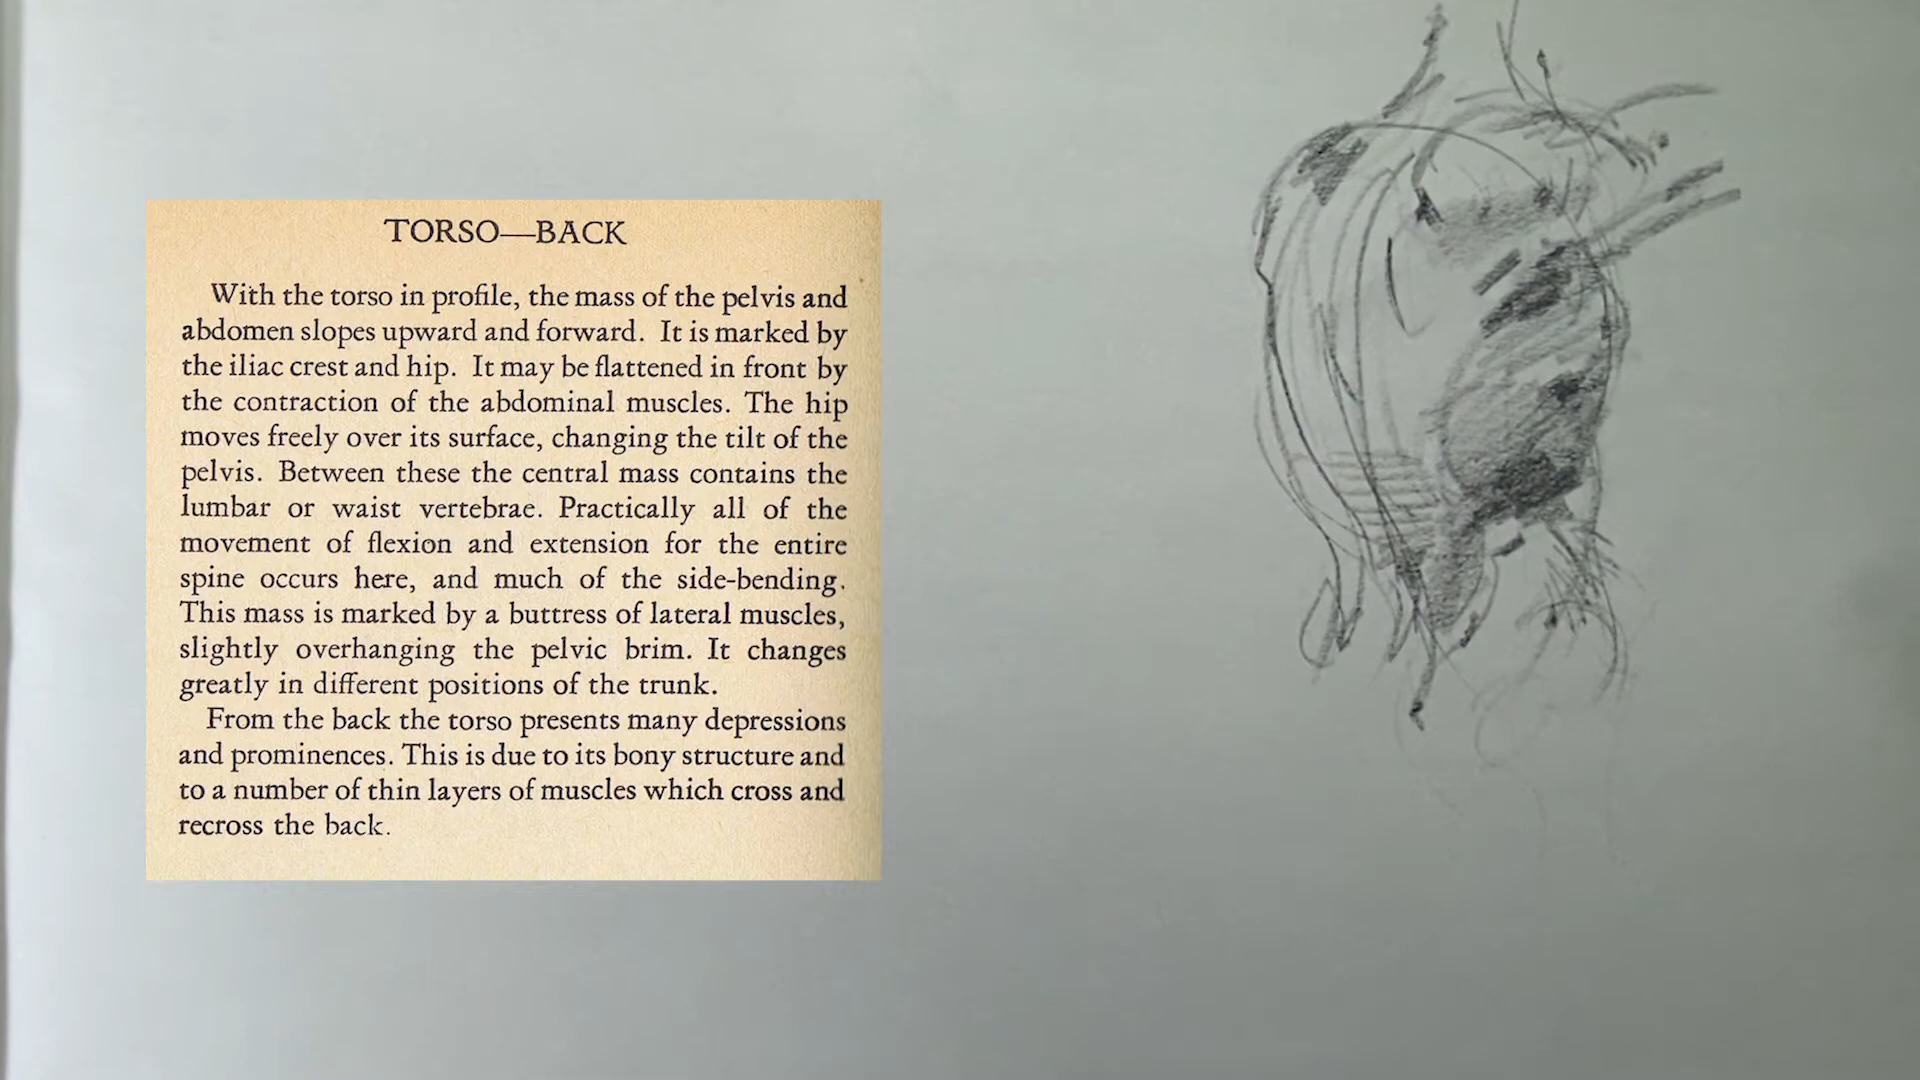 TORSO—BACK
With the torso in profile, the mass of the pelvis and
abdomen slopes upward and forward. It is marked by
the iliac crest and hip. It may be flattened in front by
the contraction of the abdominal muscles. The hip
moves freely over its surface, changing the tilt of the
pelvis. Between these the central mass contains the
lumbar or waist vertebrae. Practically all of the
movement of flexion and extension for the entire
spine occurs here, and much of the side-bending.
This mass is marked by a buttress of lateral muscles,
slightly overhanging the pelvic brim. It changes
greatly in different positions of the trunk.
From the back the torso presents many depressions
and prominences. This is due to its bony structure and
to a number of thin layers of muscles which cross and
recross the back.